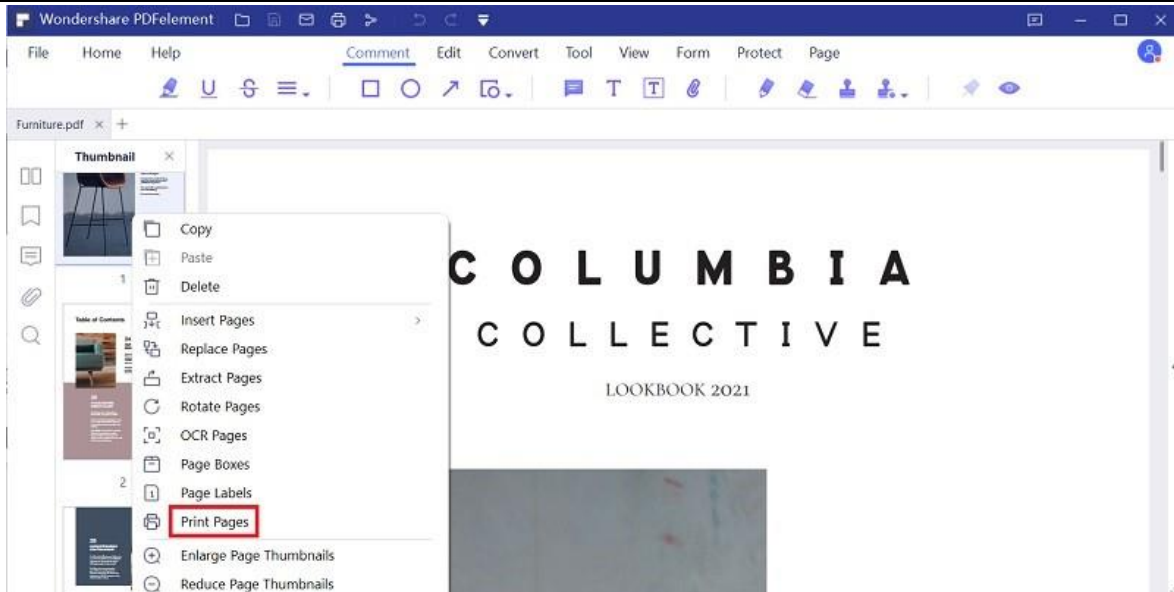 Wondershare PDFelement
File Home Help Comment Edit Convert Tool View Form Protect Page
U S T T
Furniture.pdf × +
Thumbnail ×
1
Copy
Paste
Delete
Insert Pages >
Replace Pages
Extract Pages
Rotate Pages
OCR Pages
Page Boxes
Page Labels
Print Pages
Enlarge Page Thumbnails
Reduce Page Thumbnails
Table of Contents
2
COLUMBIA
COLLECTIVE
LOOKBOOK 2021